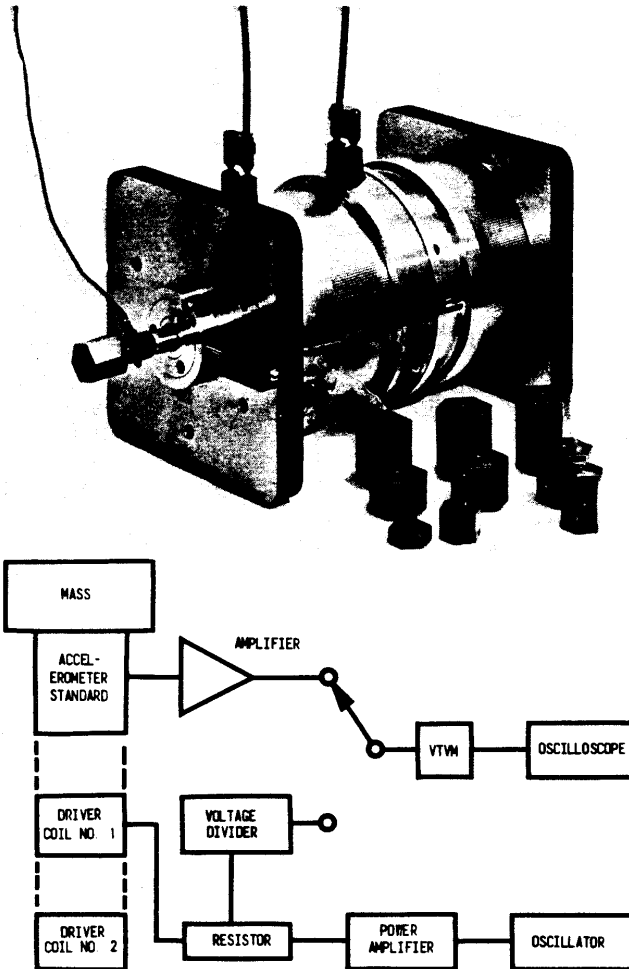 MASS
AMPLIFIER
ACCEL-
EROMETER
STANDARD
VTVM
OSCILLOSCOPE
DRIVER
COIL NO. 1
VOLTAGE
DIVIDER
DRIVER
COIL NO. 2
RESISTOR
POWER
AMPLIFIER
OSCILLATOR